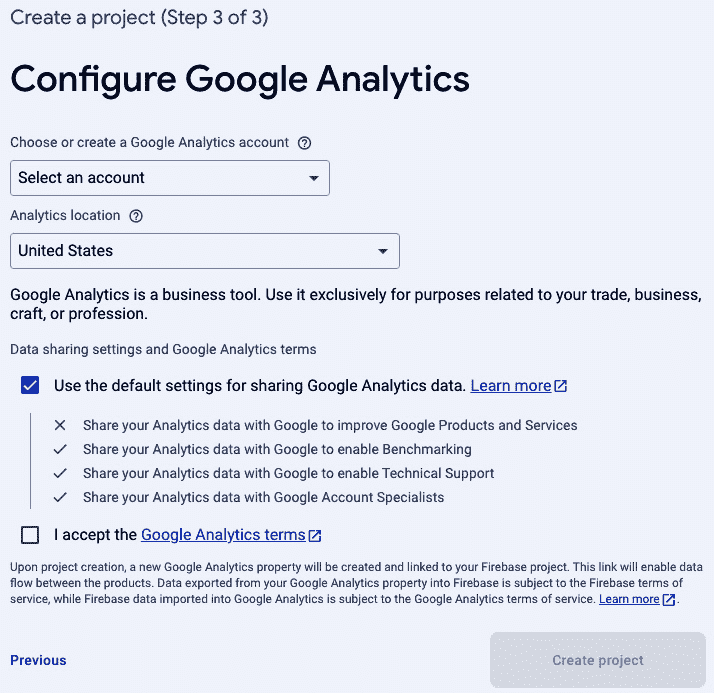 Create a project (Step 3 of 3)
Configure Google Analytics
Choose or create a Google Analytics account
Select an account
Analytics location
United States
Google Analytics is a business tool. Use it exclusively for purposes related to your trade, business,
craft, or profession.
Data sharing settings and Google Analytics terms
Use the default settings for sharing Google Analytics data. Learn more
Share your Analytics data with Google to improve Google Products and Services
Share your Analytics data with Google to enable Benchmarking
Share your Analytics data with Google to enable Technical Support
Share your Analytics data with Google Account Specialists
I accept the Google Analytics terms
Upon project creation, a new Google Analytics property will be created and linked to your Firebase project. This link will enable data
flow between the products. Data exported from your Google Analytics property into Firebase is subject to the Firebase terms of
service, while Firebase data imported into Google Analytics is subject to the Google Analytics terms of service. Learn more.
Previous
Create project